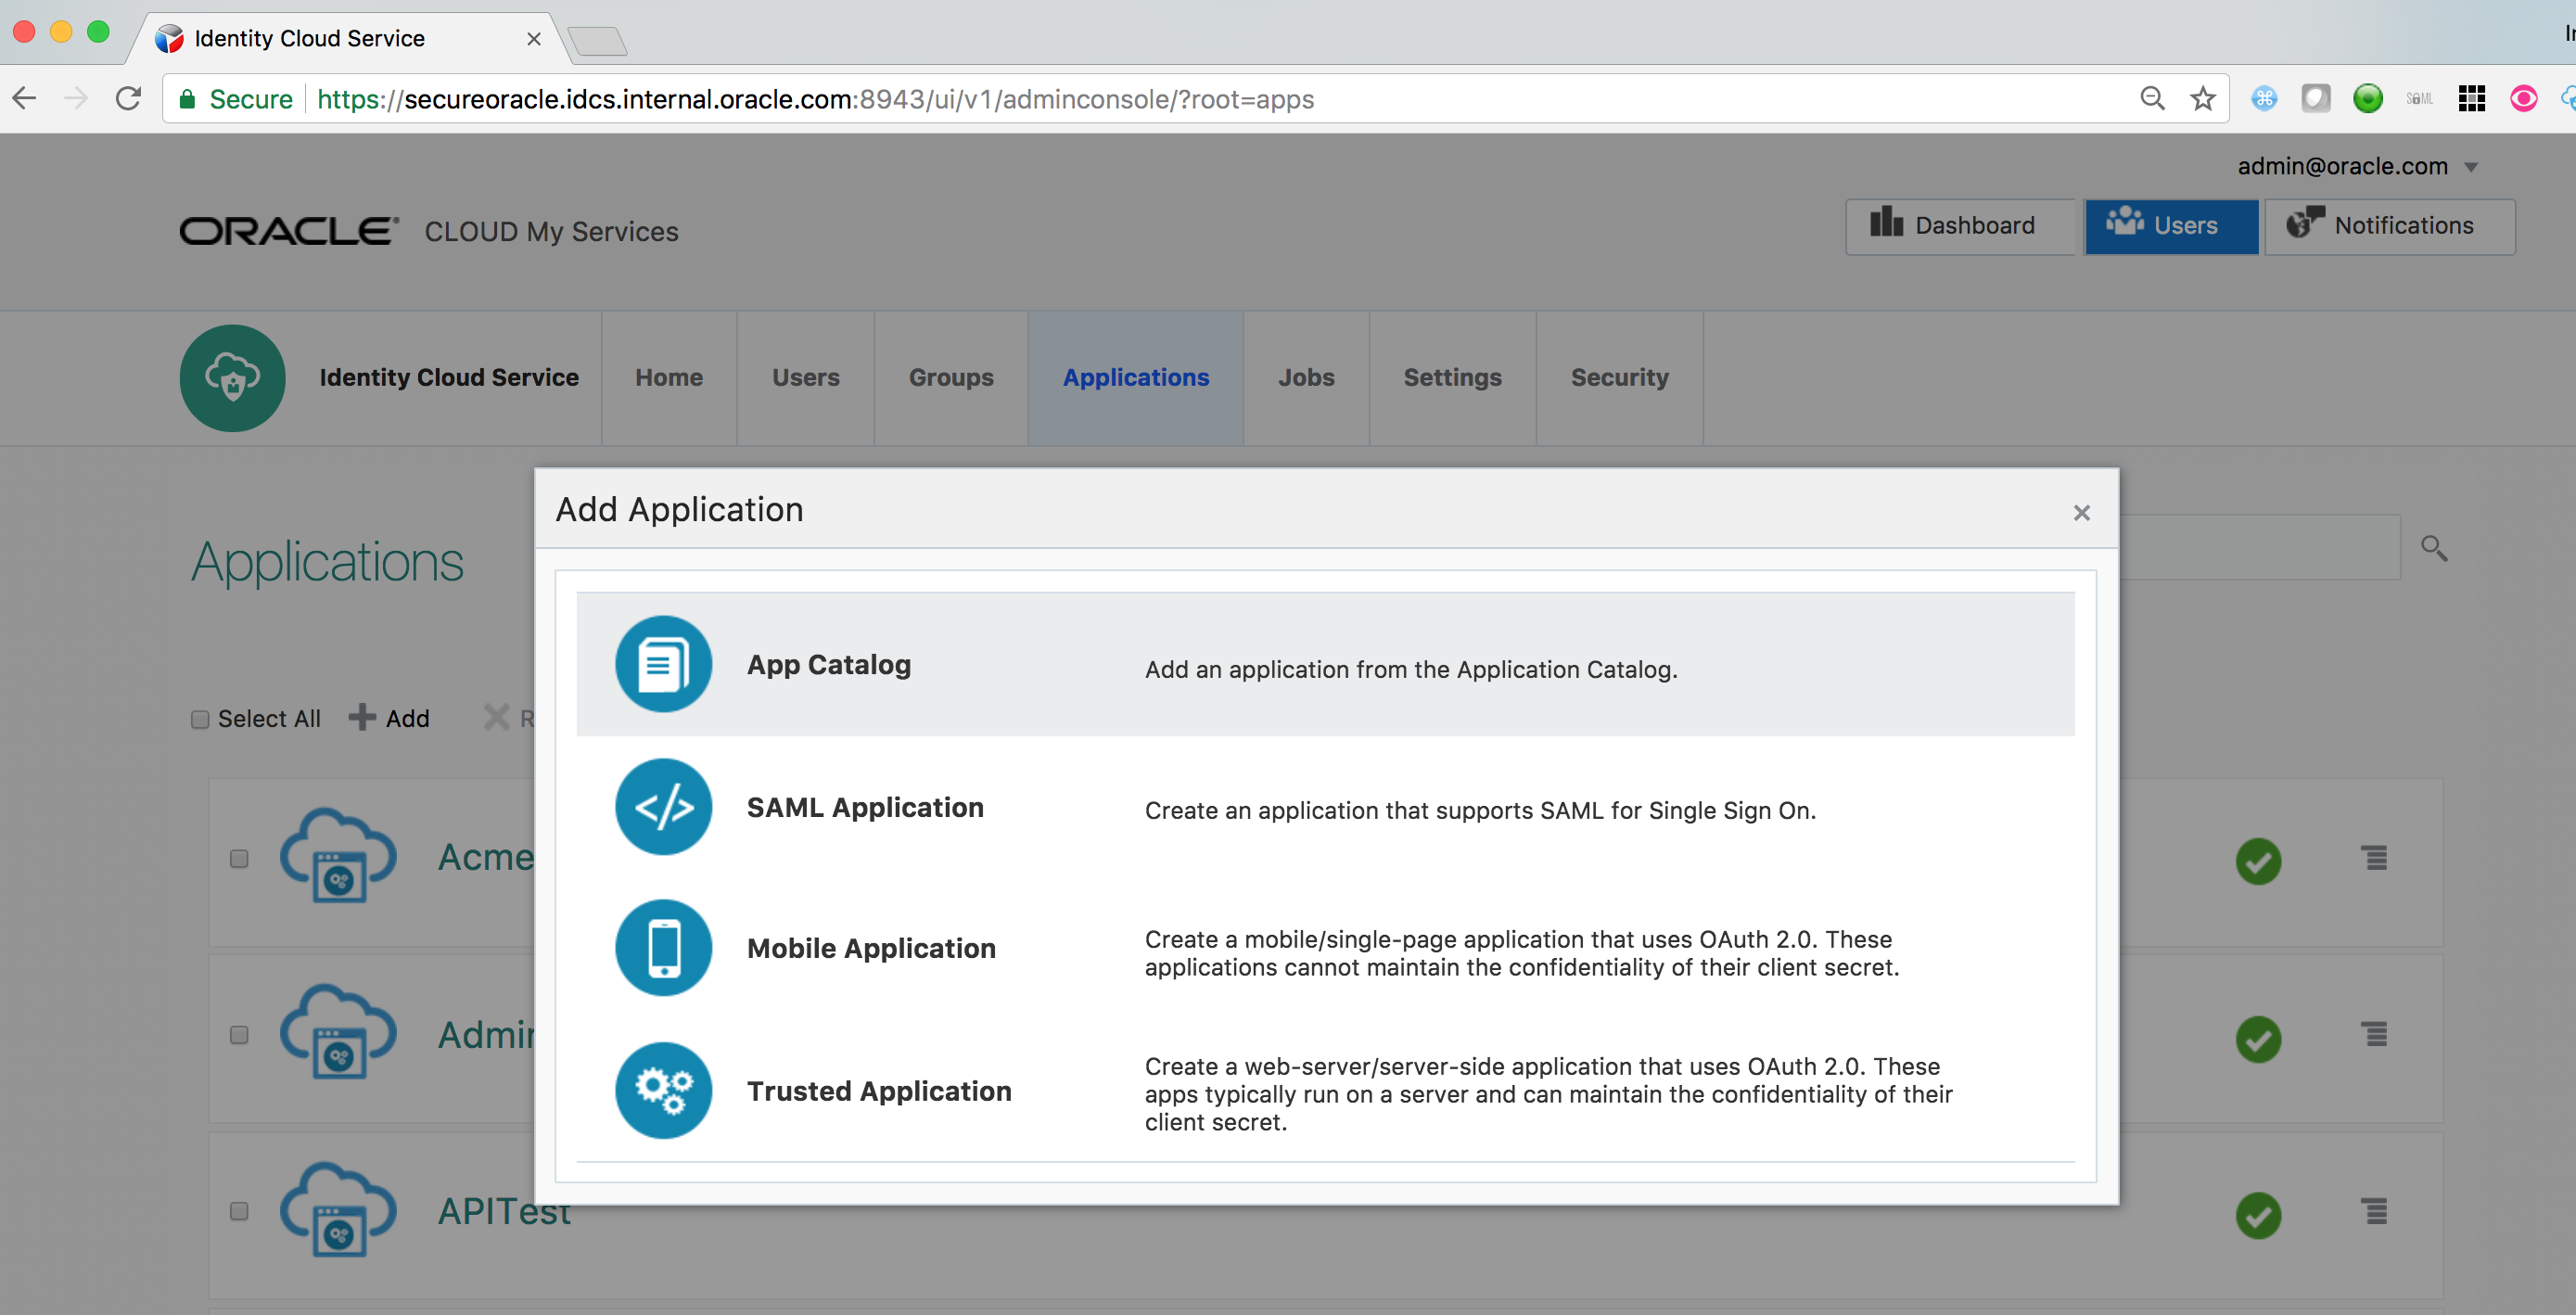 Identity Cloud Service
Secure https://secureoracle.idcs.internal.oracle.com:8943/ui/v1/adminconsole/?root=apps
SAML
admin@oracle.com
ORACLE CLOUD My Services
Dashboard
Users
Notifications
Identity Cloud Service
Home
Users
Groups
Applications
Jobs
Settings
Security
Applications
Select All
Add
Acme
APITest
Add Application
App Catalog
Add an application from the Application Catalog.
SAML Application
Create an application that supports SAML for Single Sign On.
Mobile Application
Create a mobile/single-page application that uses OAuth 2.0. These
applications cannot maintain the confidentiality of their client secret.
Trusted Application
Create a web-server/server-side application that uses OAuth 2.0. These
apps typically run on a server and can maintain the confidentiality of their
client secret.